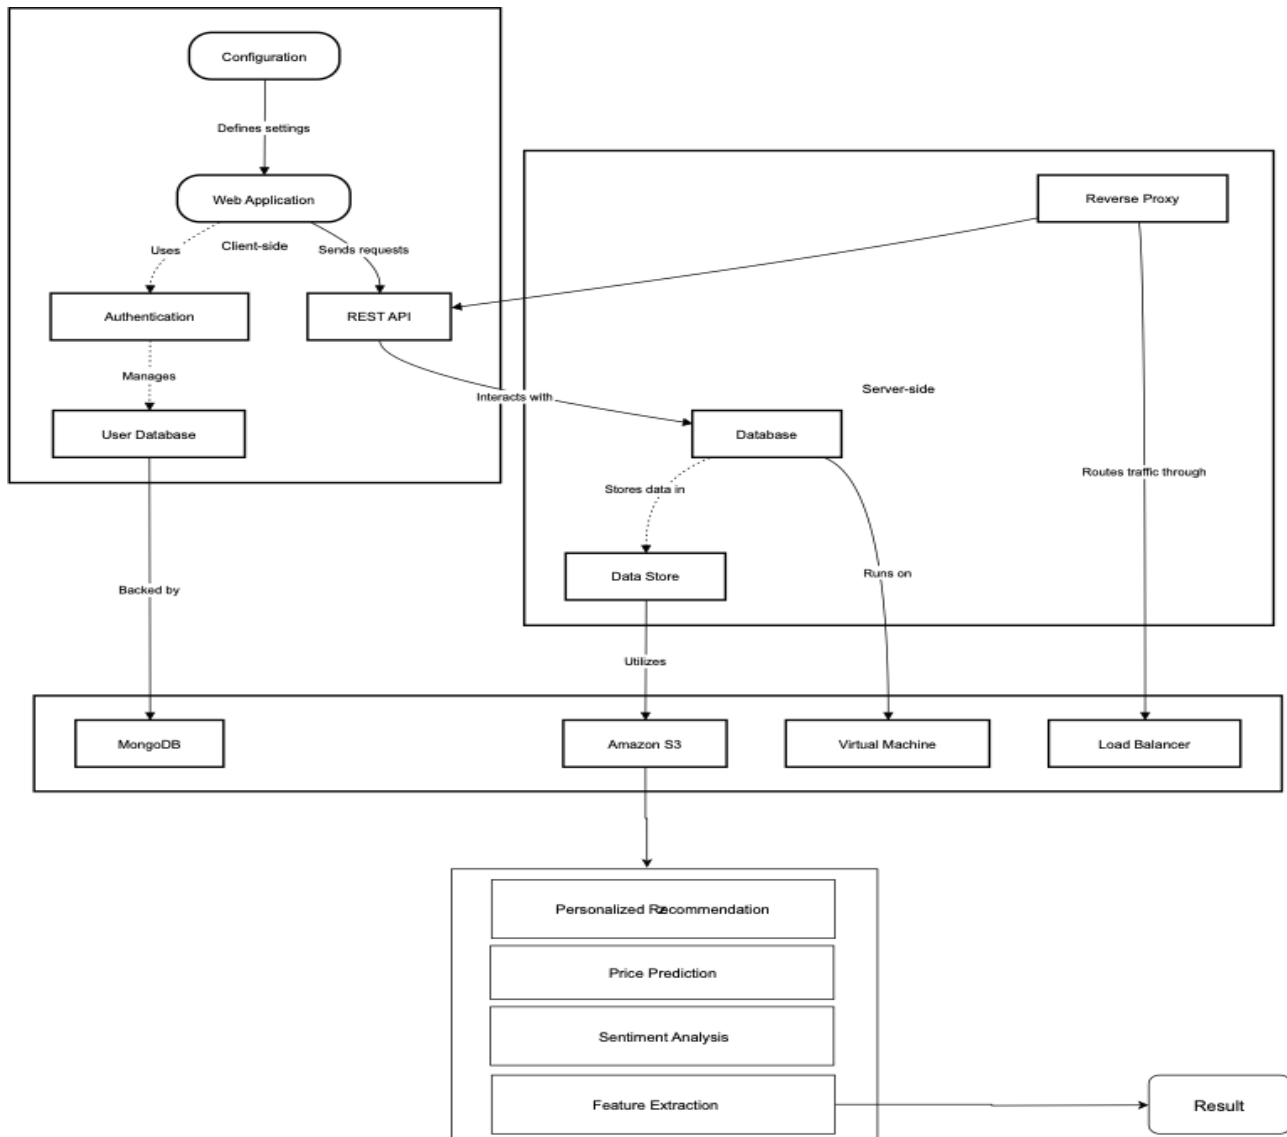 Configuration
Defines settings
Web Application
Reverse Proxy
Uses
Client-side
Sends requests
Authentication
REST API
Manages
Interacts with
Server-side
User Database
Database
Routes traffic through
Stores data in
Data Store
Runs on
Backed by
Utilizes
MongoDB
Amazon S3
Virtual Machine
Load Balancer
Personalized Recommendation
Price Prediction
Sentiment Analysis
Feature Extraction
Result